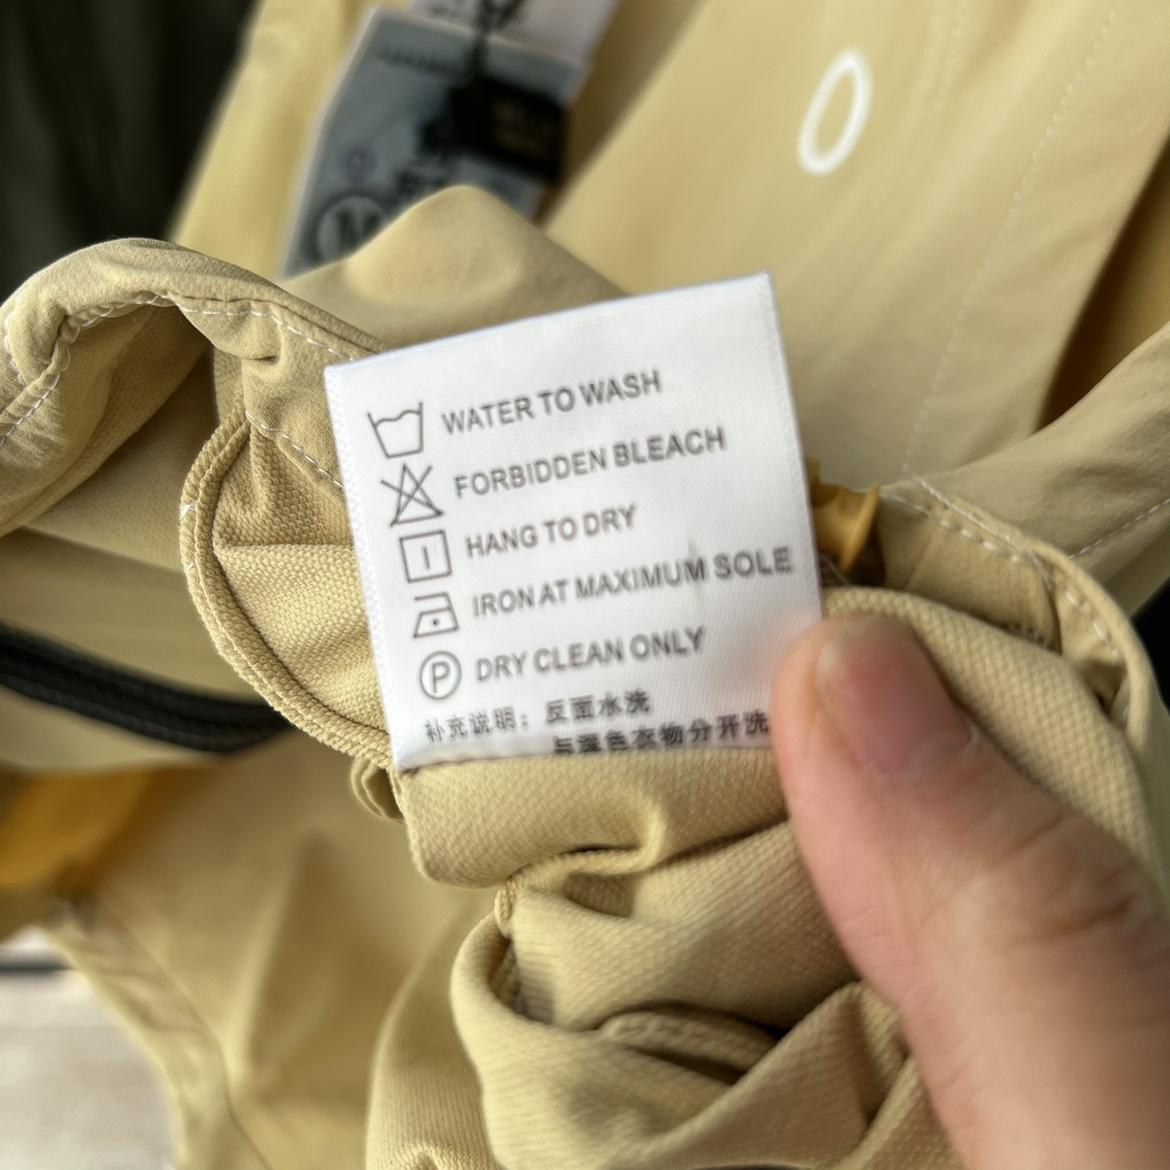 WATER TO WASH
FORBIDDEN BLEACH
HANG TO DRY
IRON AT MAXIMUM SOLE
P DRY CLEAN ONLY
补充说明：反面水洗
与深色衣物分开洗
M